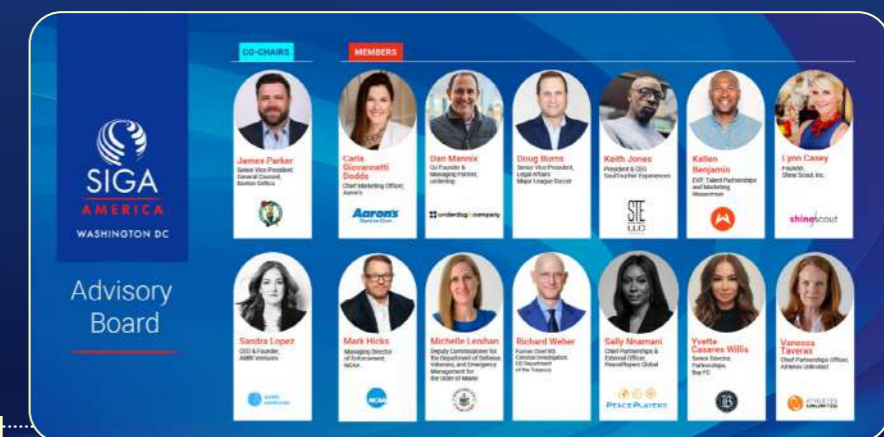 CO-CHAIRS
MEMBERS
SIGA
AMERICA
WASHINGTON DC
Advisory
Board
James Parker
Senior Vice President,
General Counsel,
Boston Celtics
Carla
Giovannetti
Dodds
Chief Marketing Officer,
Aaron's
Aaron's
Dan Mannix
Co Founder &
Managing Partner,
underdog
underdog company
Doug Burns
Senior Vice President,
Legal Affairs
Major League Soccer
Keith Jones
President & CEO
SoulTouchin' Experiences
STE
LLC
Kellen
Benjamin
EVP, Talent Partnerships
and Marketing
Wasserman
Lynn Casey
Founder,
Shine Scout, Inc.
shinescout
Sandra Lopez
CEO & Founder,
Ventures
Mark Hicks
Managing Director
of Enforcement,
NCAA
NCAA
Michelle Lenihan
Deputy Commissioner for
the Department of Defense,
Veterans, and Emergency
Management for
the State of Maine
Richard Weber
Former Chief IRS
Criminal Investigation,
US Department
of the Treasury
Sally Nnamani
Chief Partnerships &
External Officer,
PeacePlayers Global
PEACEPLAYERS
Yvette
Casares Willis
Senior Director,
Partnerships,
Bay FC
B
Vanessa
Taveras
Chief Partnerships Officer,
Athletes Unlimited
ATHLETES
UNLIMITED